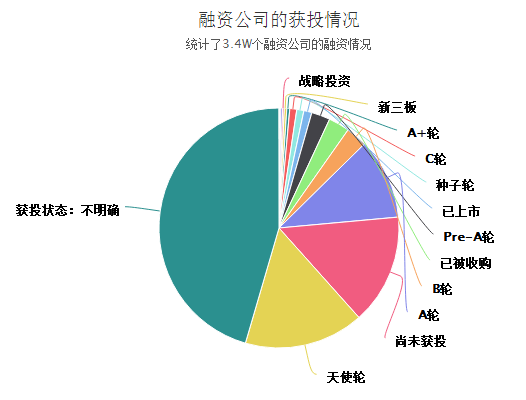 融资公司的获投情况
统计了3.4W个融资公司的融资情况
战略投资
新三板
A+轮
C轮
种子轮
已上市
Pre-A轮
已被收购
B轮
A轮
尚未获投
天使轮
获投状态：不明确